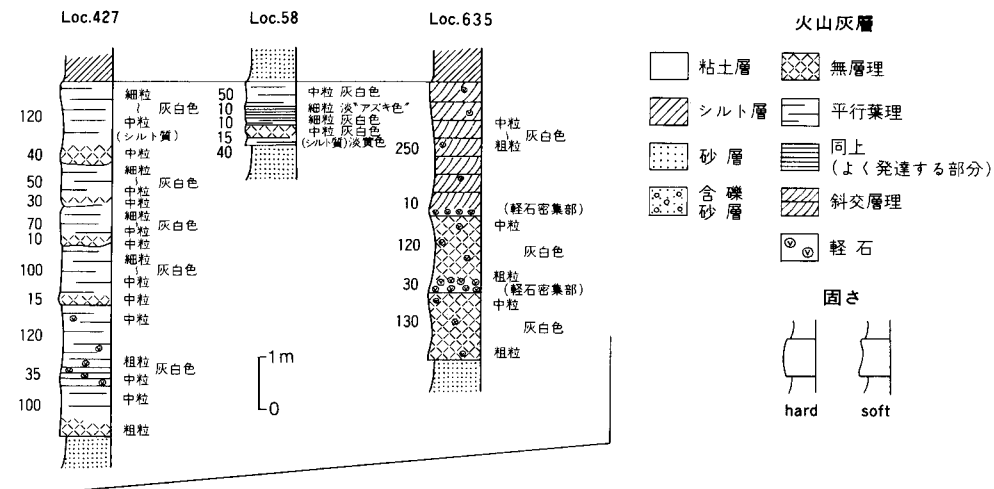 Loc.427
120
40
50
30
70
10
100
15
120
35
100
細粒
〜
中粒
灰白色
(シルト質)
中粒
細粒
〜
中粒
灰白色
中粒
細粒
〜
中粒
灰白色
中粒
細粒
〜
中粒
灰白色
中粒
中粒
粗粒
灰白色
中粒
中粒
粗粒
Loc.58
50
10
10
15
40
中粒 灰白色
細粒 淡"アズキ色"
細粒 灰白色
中粒 灰白色
(シルト質)淡黄色
1m
0
Loc.635
250
10
120
30
130
中粒
〜
粗粒
灰白色
(軽石密集部)
中粒
灰白色
粗粒
(軽石密集部)
中粒
灰白色
粗粒
火山灰層
粘土層
シルト層
砂層
含礫
砂層
無層理
平行葉理
同上
(よく発達する部分)
斜交層理
軽石
固さ
hard
soft